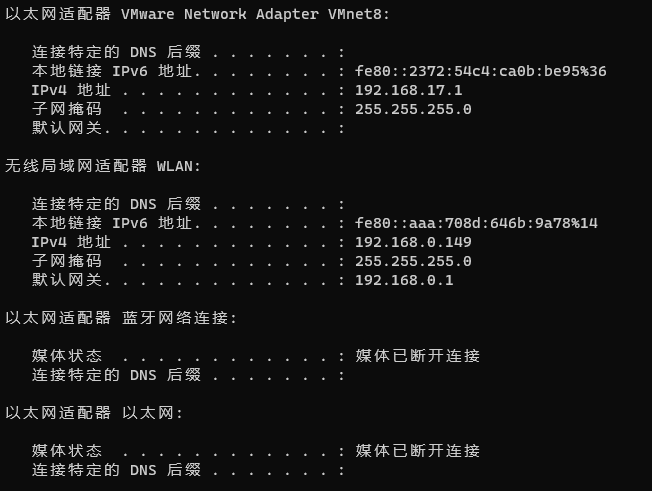 以太网适配器 VMware Network Adapter VMnet8:
连接特定的 DNS 后缀 . . . . . . . :
本地链接 IPv6 地址. . . . . . . . : fe80::2372:54c4:ca0b:be95%36
IPv4 地址 . . . . . . . . . . . . : 192.168.17.1
子网掩码  . . . . . . . . . . . . : 255.255.255.0
默认网关. . . . . . . . . . . . . :
无线局域网适配器 WLAN:
连接特定的 DNS 后缀 . . . . . . . :
本地链接 IPv6 地址. . . . . . . . : fe80::aaa:708d:646b:9a78%14
IPv4 地址 . . . . . . . . . . . . : 192.168.0.149
子网掩码  . . . . . . . . . . . . : 255.255.255.0
默认网关. . . . . . . . . . . . . : 192.168.0.1
以太网适配器 蓝牙网络连接:
媒体状态  . . . . . . . . . . . . : 媒体已断开连接
连接特定的 DNS 后缀 . . . . . . . :
以太网适配器 以太网:
媒体状态  . . . . . . . . . . . . : 媒体已断开连接
连接特定的 DNS 后缀 . . . . . . . :